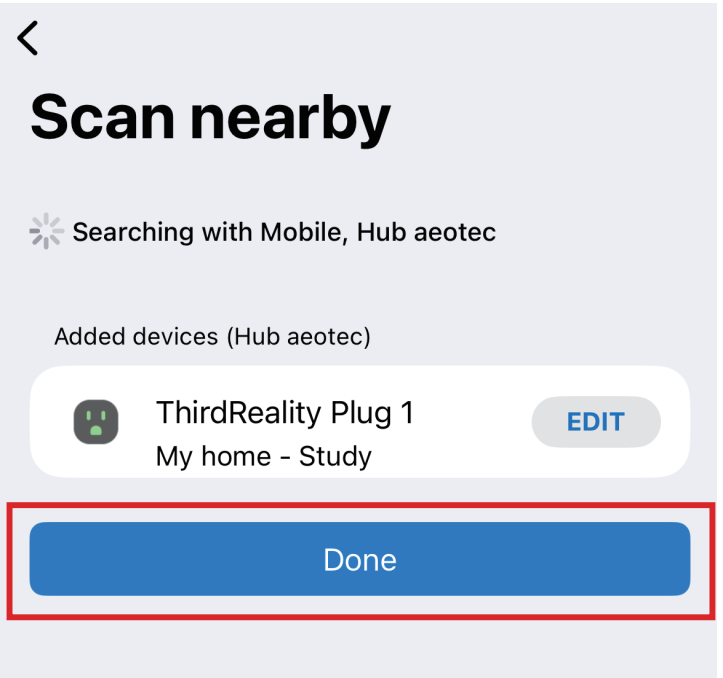 Scan nearby
Searching with Mobile, Hub aeotec
Added devices (Hub aeotec)
ThirdReality Plug 1
EDIT
My home - Study
Done